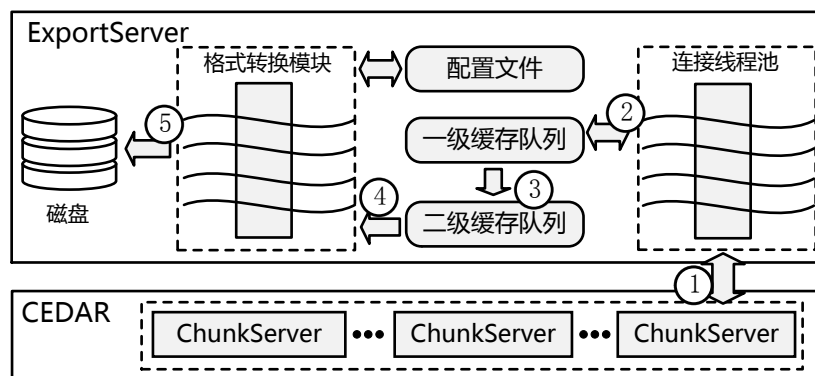 ExportServer
格式转换模块
配置文件
连接线程池
⑤
②
一级缓存队列
③
④
二级缓存队列
磁盘
①
CEDAR
ChunkServer ••• ChunkServer ••• ChunkServer